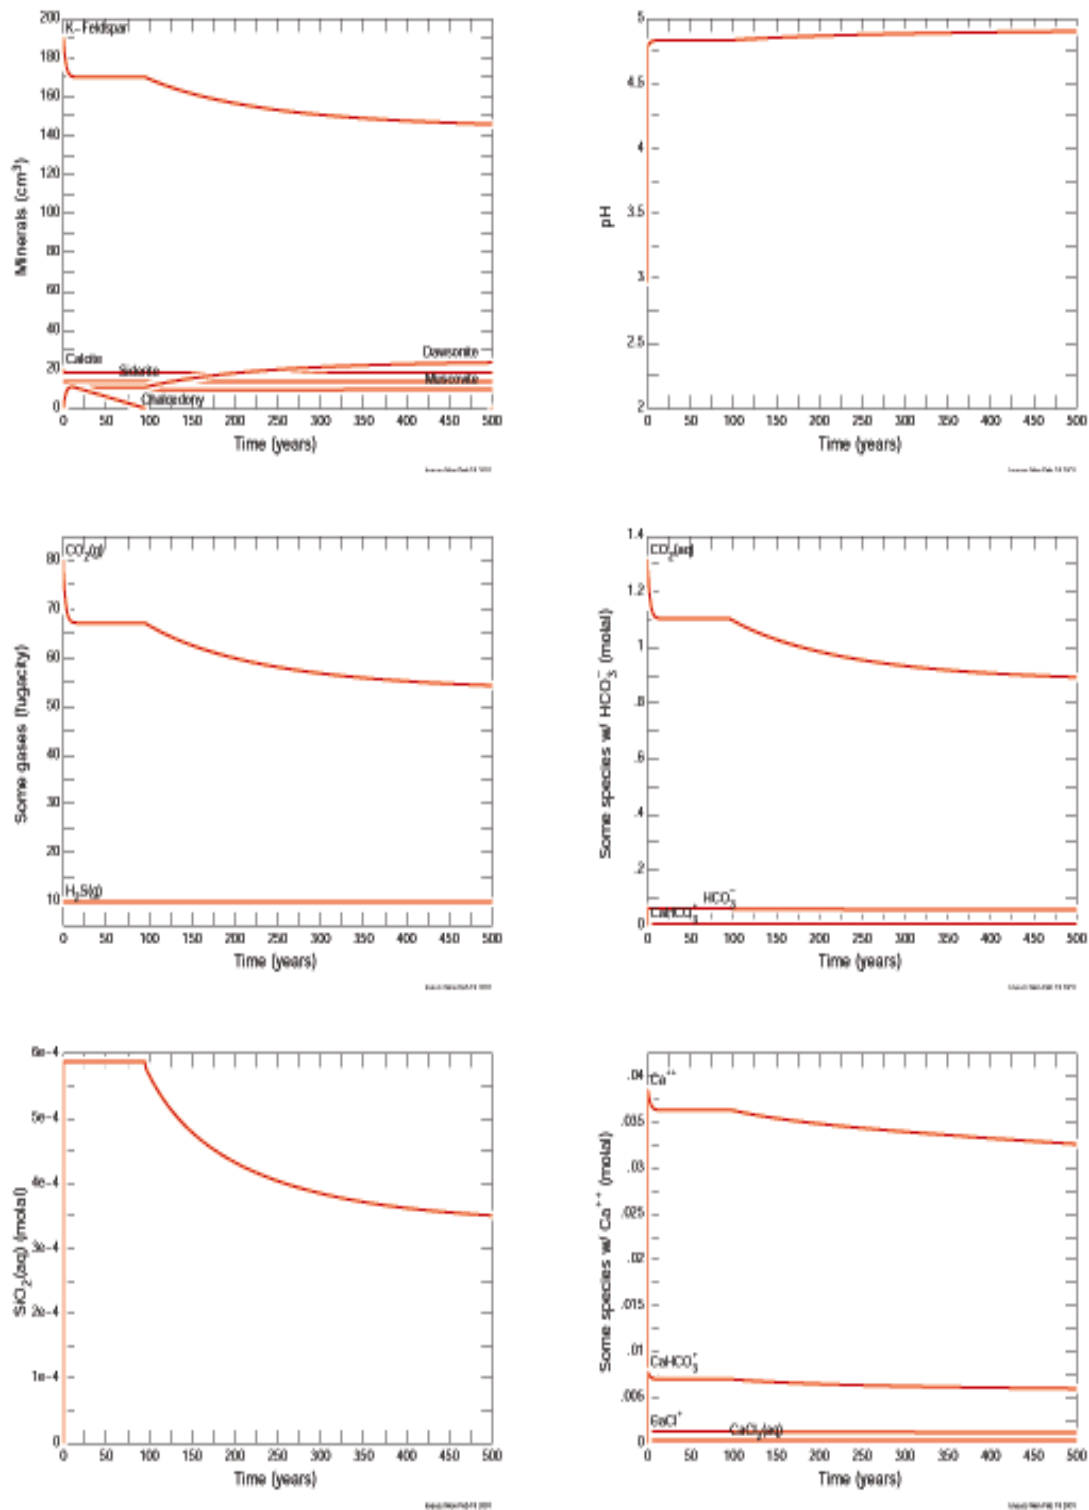 200
K-Feldspar
180
160
140
120
100
80
60
40
20
0
Calcite
Siderite
Dawsonite
Muscovite
Chalcedony
Minerals (cm³)
0 50 100 150 200 250 300 350 400 450 500
Time (years)
5
4.5
4
3.5
3
2.5
2
pH
0 50 100 150 200 250 300 350 400 450 500
Time (years)
80
70
60
50
40
30
20
10
CO₂(g)
H₂S(g)
Some gases (fugacity)
0 50 100 150 200 250 300 350 400 450 500
Time (years)
1.4
1.2
1
.8
.6
.4
.2
0
CO₂(aq)
HCO₃⁻
CaHCO₃⁺
Some species w/ HCO₃⁻ (molal)
0 50 100 150 200 250 300 350 400 450 500
Time (years)
6e-4
5e-4
4e-4
3e-4
2e-4
1e-4
0
SiO₂(aq) (molal)
0 50 100 150 200 250 300 350 400 450 500
Time (years)
.04
.035
.03
.025
.02
.015
.01
.005
0
Ca⁺⁺
CaHCO₃⁺
CaCl⁺
CaCl₂(aq)
Some species w/ Ca⁺⁺ (molal)
0 50 100 150 200 250 300 350 400 450 500
Time (years)